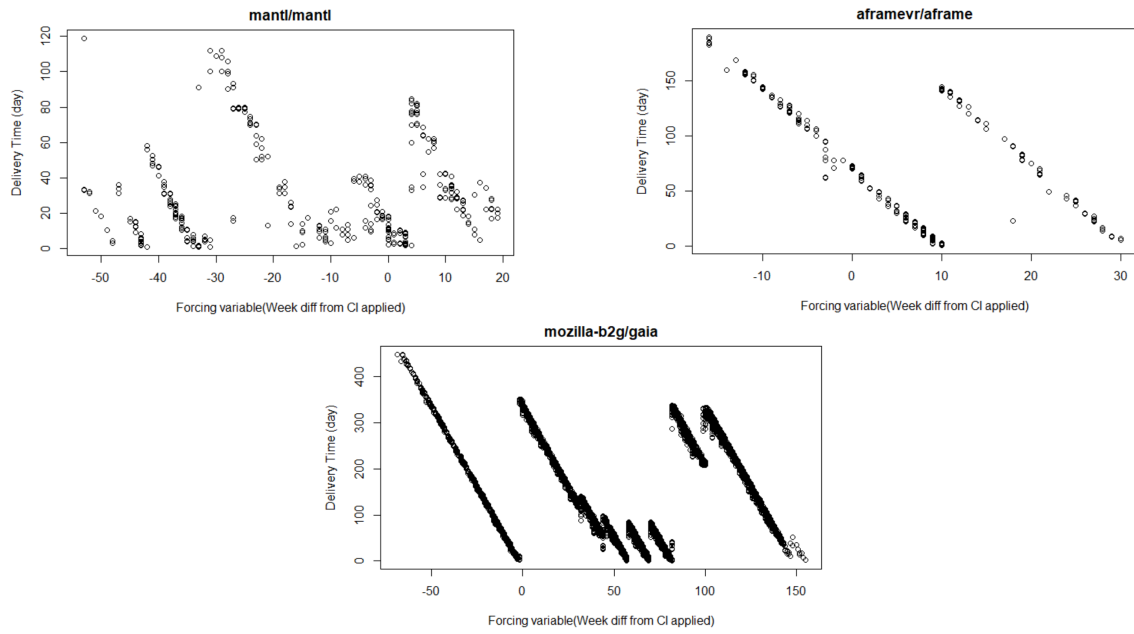 mantl/mantl
Delivery Time (day)
120
100
80
60
40
20
0
-50 -40 -30 -20 -10 0 10 20
Forcing variable(Week diff from CI applied)
aframevr/aframe
Delivery Time (day)
150
100
50
0
-10 0 10 20 30
Forcing variable(Week diff from CI applied)
mozilla-b2g/gaia
Delivery Time (day)
400
300
200
100
0
-50 0 50 100 150
Forcing variable(Week diff from CI applied)